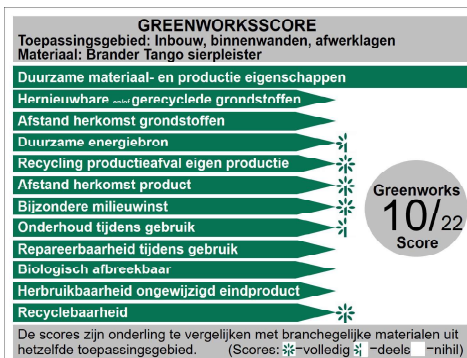 GREENWORKSSCORE
Toepassingsgebied: Inbouw, binnenwanden, afwerklagen
Materiaal: Brander Tango sierpleister
Duurzame materiaal- en productie eigenschappen
Hernieuwbare gerecyclede grondstoffen
Afstand herkomst grondstoffen
Duurzame energiebron
Recycling productieafval eigen productie
Afstand herkomst product
Bijzondere milieuwinst
Onderhoud tijdens gebruik
Repareerbaarheid tijdens gebruik
Biologisch afbreekbaar
Herbruikbaarheid ongewijzigd eindproduct
Recyclebaarheid
Greenworks
10/22
Score
De scores zijn onderling te vergelijken met branchegelijke materialen uit
hetzelfde toepassingsgebied. (Scores: -volledig -deels -nihil)